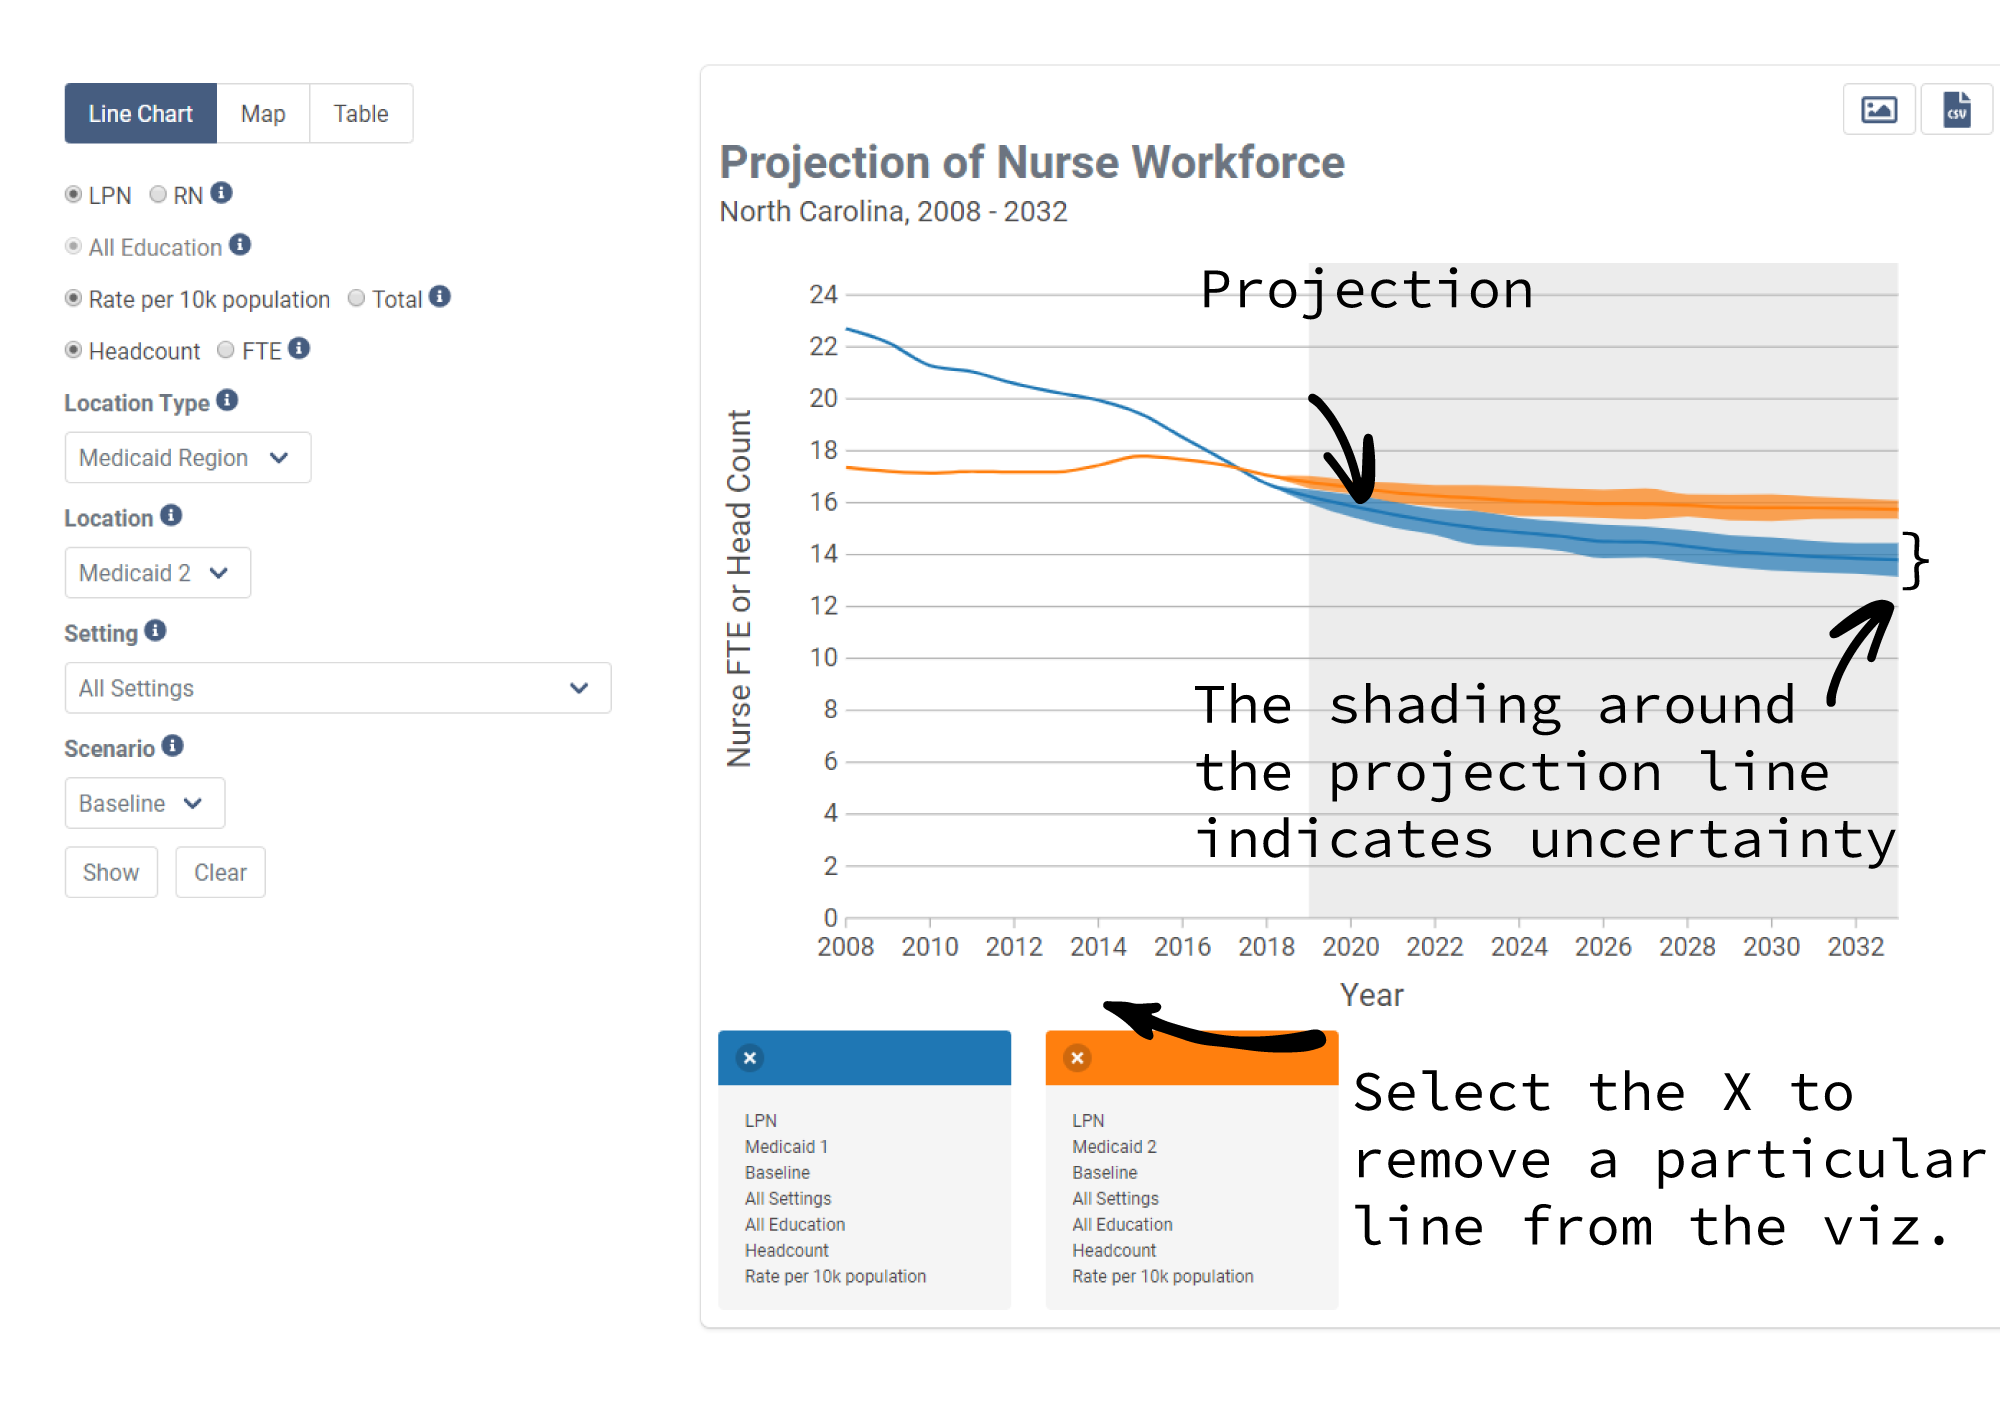 Line Chart Map Table
LPN RN
All Education
Rate per 10k population Total
Headcount FTE
Location Type
Medicaid Region
Location
Medicaid 2
Setting
All Settings
Scenario
Baseline
Show Clear
CSV
Projection of Nurse Workforce
North Carolina, 2008 - 2032
Projection
Nurse FTE or Head Count
24
22
20
18
16
14
12
10
8
6
4
2
0
}
The shading around
the projection line
indicates uncertainty
2008 2010 2012 2014 2016 2018 2020 2022 2024 2026 2028 2030 2032
Year
LPN
Medicaid 1
Baseline
All Settings
All Education
Headcount
Rate per 10k population
LPN
Medicaid 2
Baseline
All Settings
All Education
Headcount
Rate per 10k population
Select the X to
remove a particular
line from the viz.